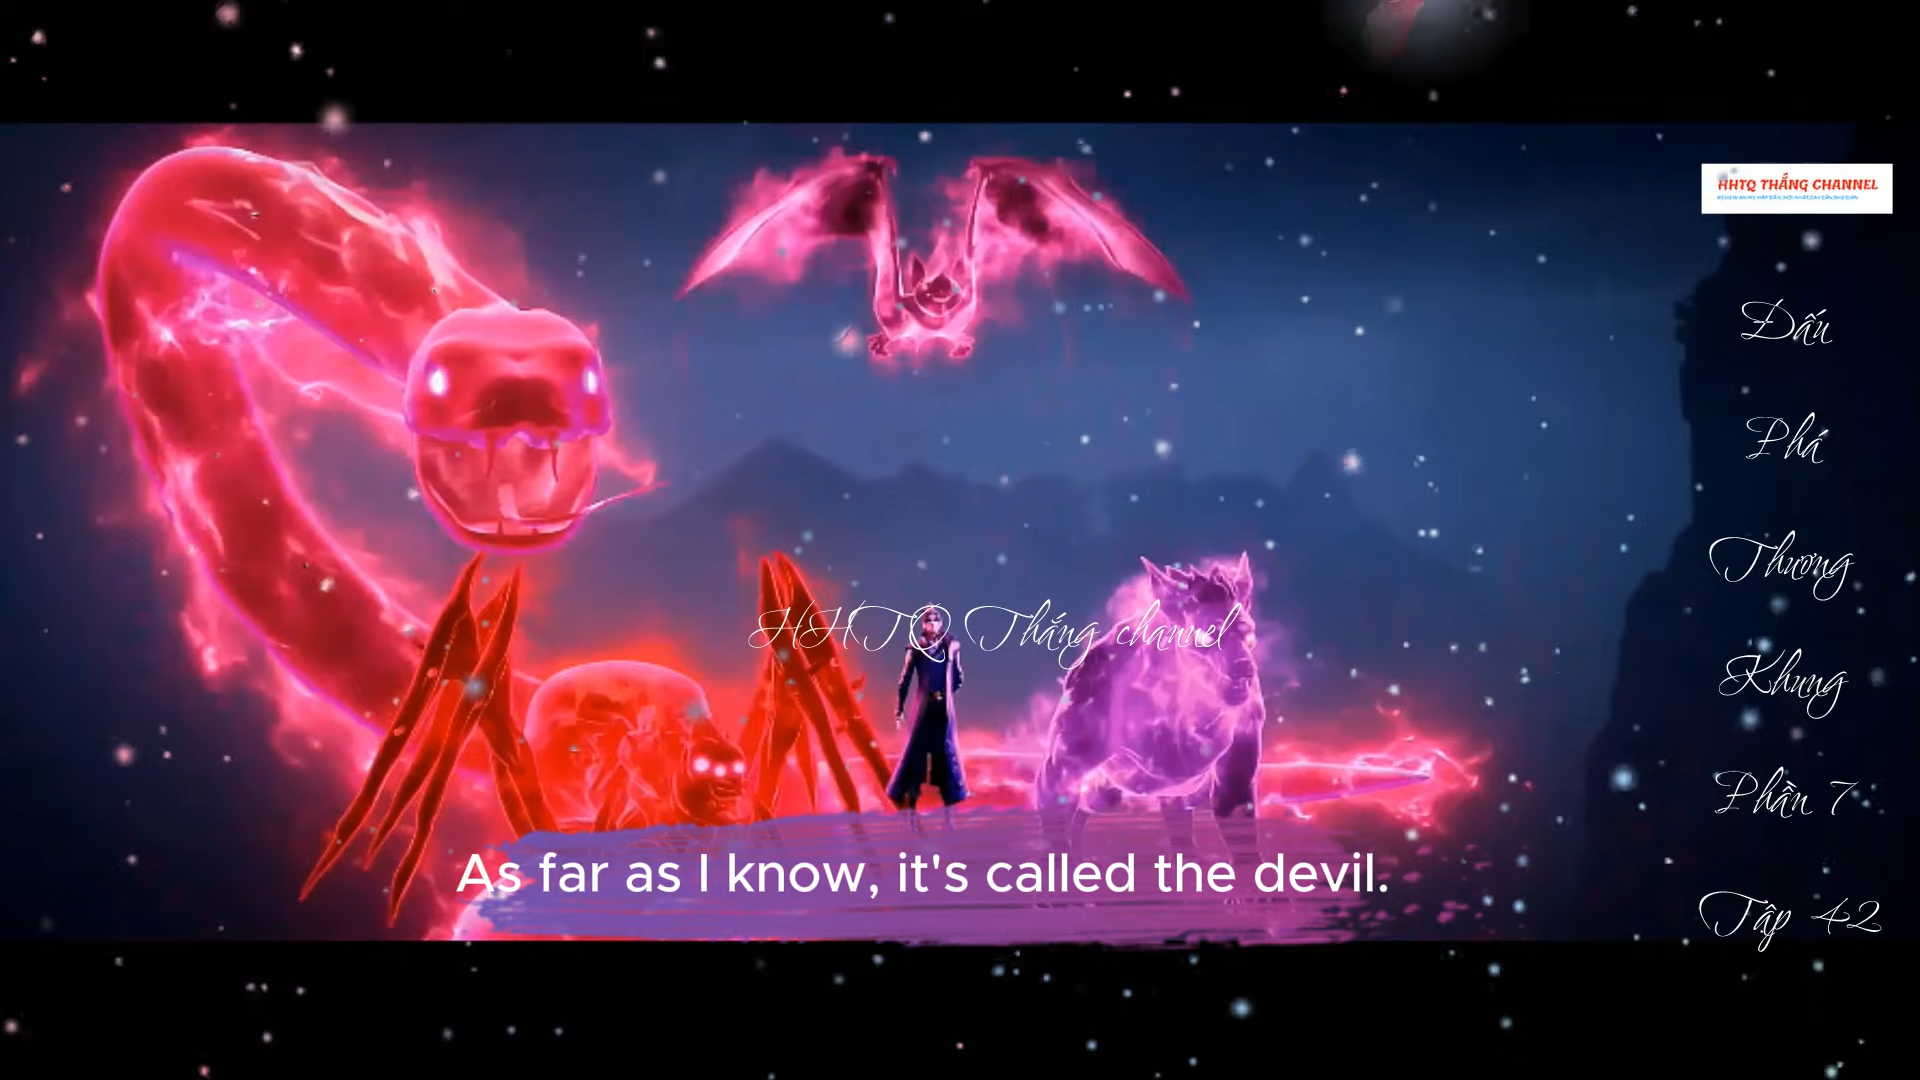 HHTQ THẮNG CHANNEL
Đấu
Phá
Thương
Khung
Phần 7
Tập 42
HHTQ Thắng channel
As far as I know, it's called the devil.